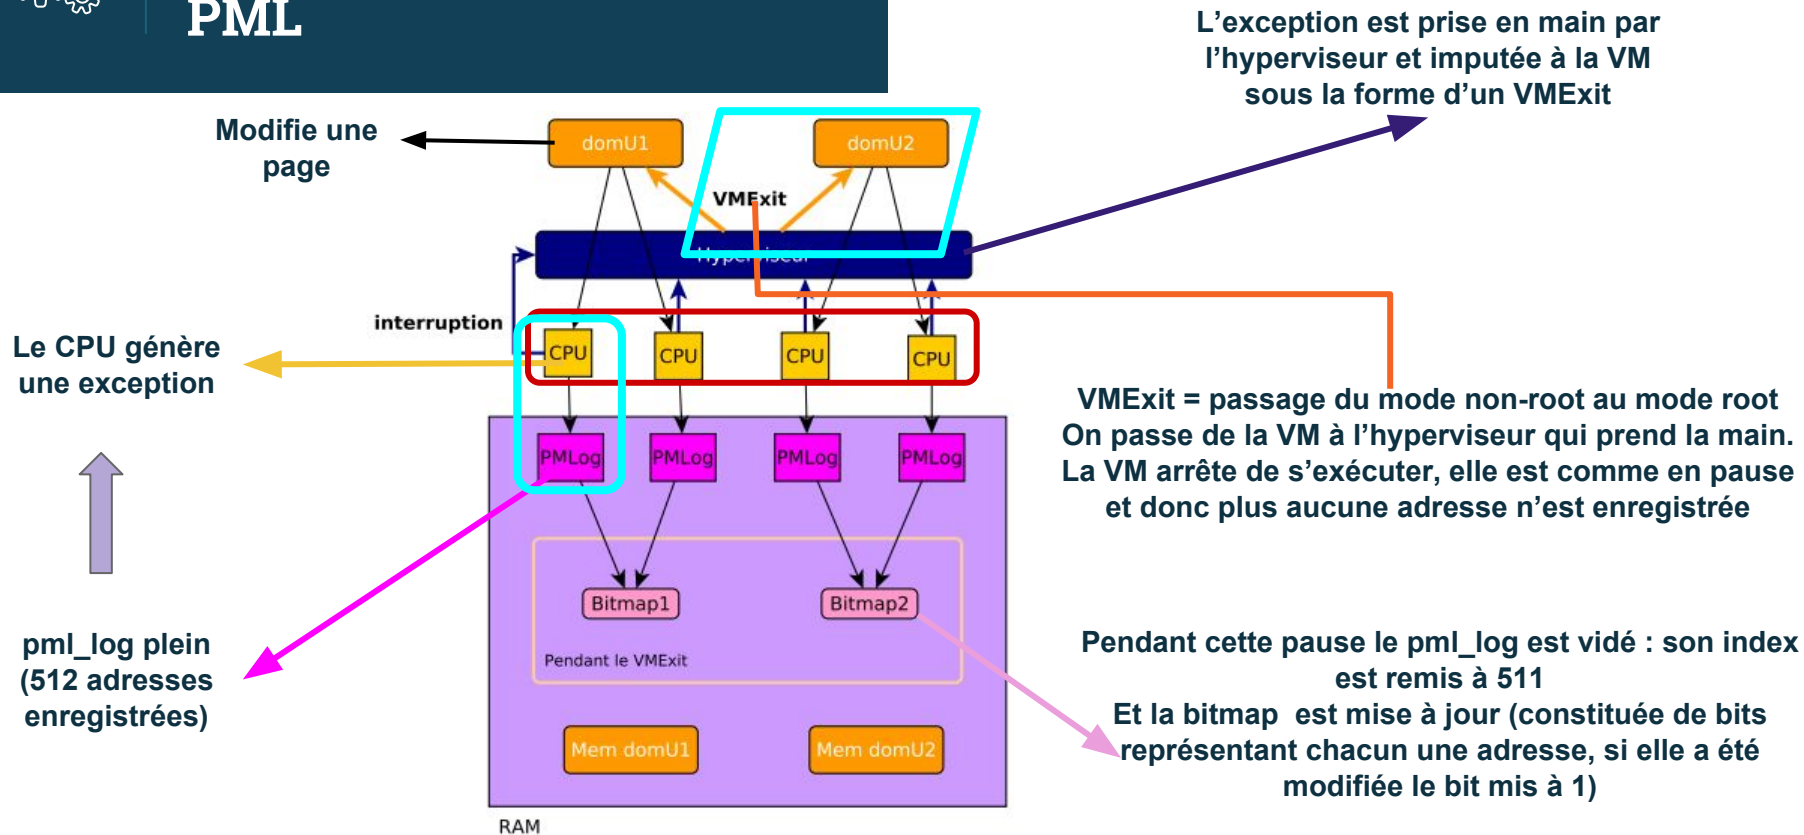 PML
L'exception est prise en main par
l'hyperviseur et imputée à la VM
sous la forme d'un VMExit
Modifie une
page
domU1
domU2
VMExit
Hyperviseur
interruption
Le CPU génère
une exception
CPU
CPU
CPU
CPU
VMExit = passage du mode non-root au mode root
On passe de la VM à l'hyperviseur qui prend la main.
La VM arrête de s'exécuter, elle est comme en pause
et donc plus aucune adresse n'est enregistrée
PMLog
PMLog
PMLog
PMLog
Bitmap1
Bitmap2
Pendant le VMExit
pml_log plein
(512 adresses
enregistrées)
Pendant cette pause le pml_log est vidé : son index
est remis à 511
Et la bitmap est mise à jour (constituée de bits
représentant chacun une adresse, si elle a été
modifiée le bit mis à 1)
Mem domU1
Mem domU2
RAM